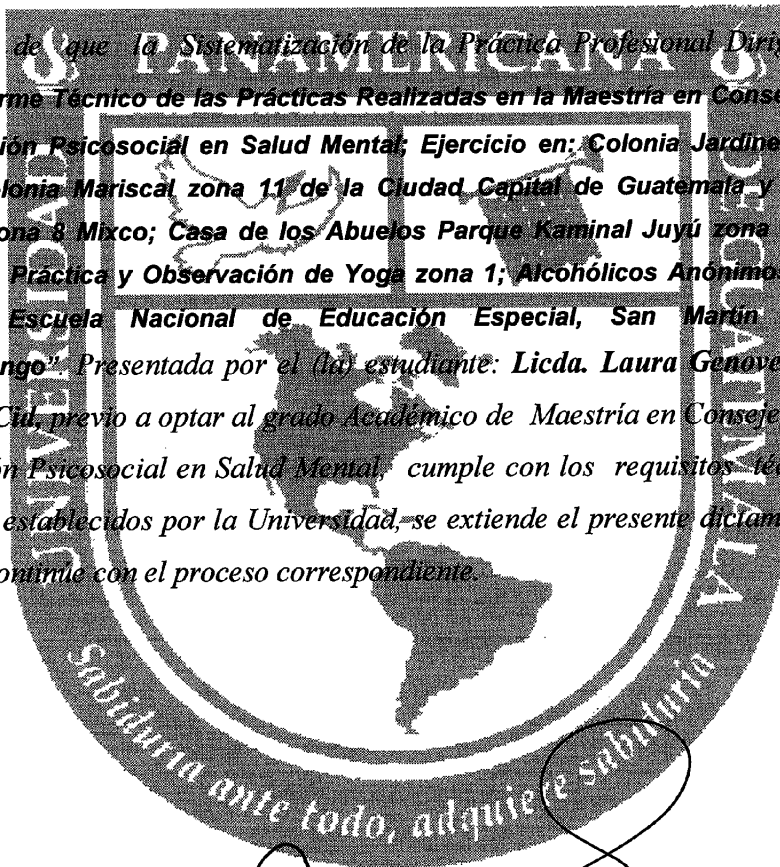 de que la Sistematización de la Práctica Profesional Dirig
rme Técnico de las Prácticas Realizadas en la Maestría en Conse
ión Psicosocial en Salud Mental; Ejercicio en: Colonia Jardine
lonia Mariscal zona 11 de la Ciudad Capital de Guatemala y
ona 8 Mixco; Casa de los Abuelos Parque Kaminal Juyú zona
Práctica y Observación de Yoga zona 1; Alcohólicos Anónimos
Escuela Nacional de Educación Especial, San Martín
ngo". Presentada por el (la) estudiante: Licda. Laura Genove
Cid, previo a optar al grado Académico de Maestría en Conseje
n Psicosocial en Salud Mental, cumple con los requisitos téc
establecidos por la Universidad, se extiende el presente dictam
ontinúe con el proceso correspondiente.
UNIVERSIDAD
PANAMERICANA
DE GUATEMALA
Sabiduría ante todo, adquiere sabiduría